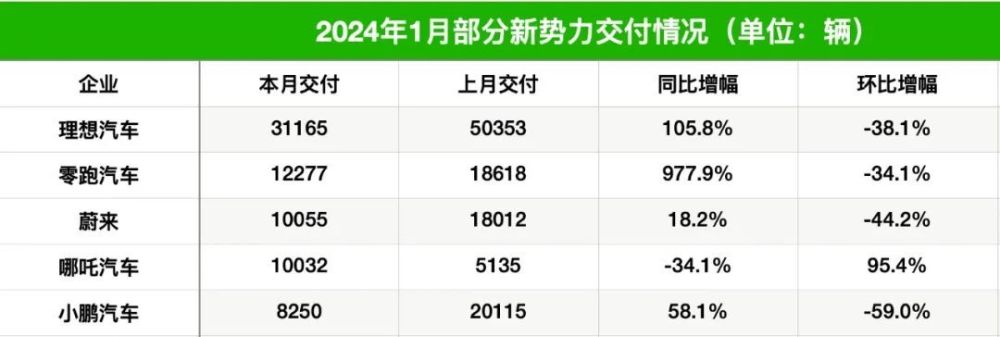 2024年1月部分新势力交付情况（单位：辆）
企业 本月交付 上月交付 同比增幅 环比增幅
理想汽车 31165 50353 105.8% -38.1%
零跑汽车 12277 18618 977.9% -34.1%
蔚来 10055 18012 18.2% -44.2%
哪吒汽车 10032 5135 -34.1% 95.4%
小鹏汽车 8250 20115 58.1% -59.0%